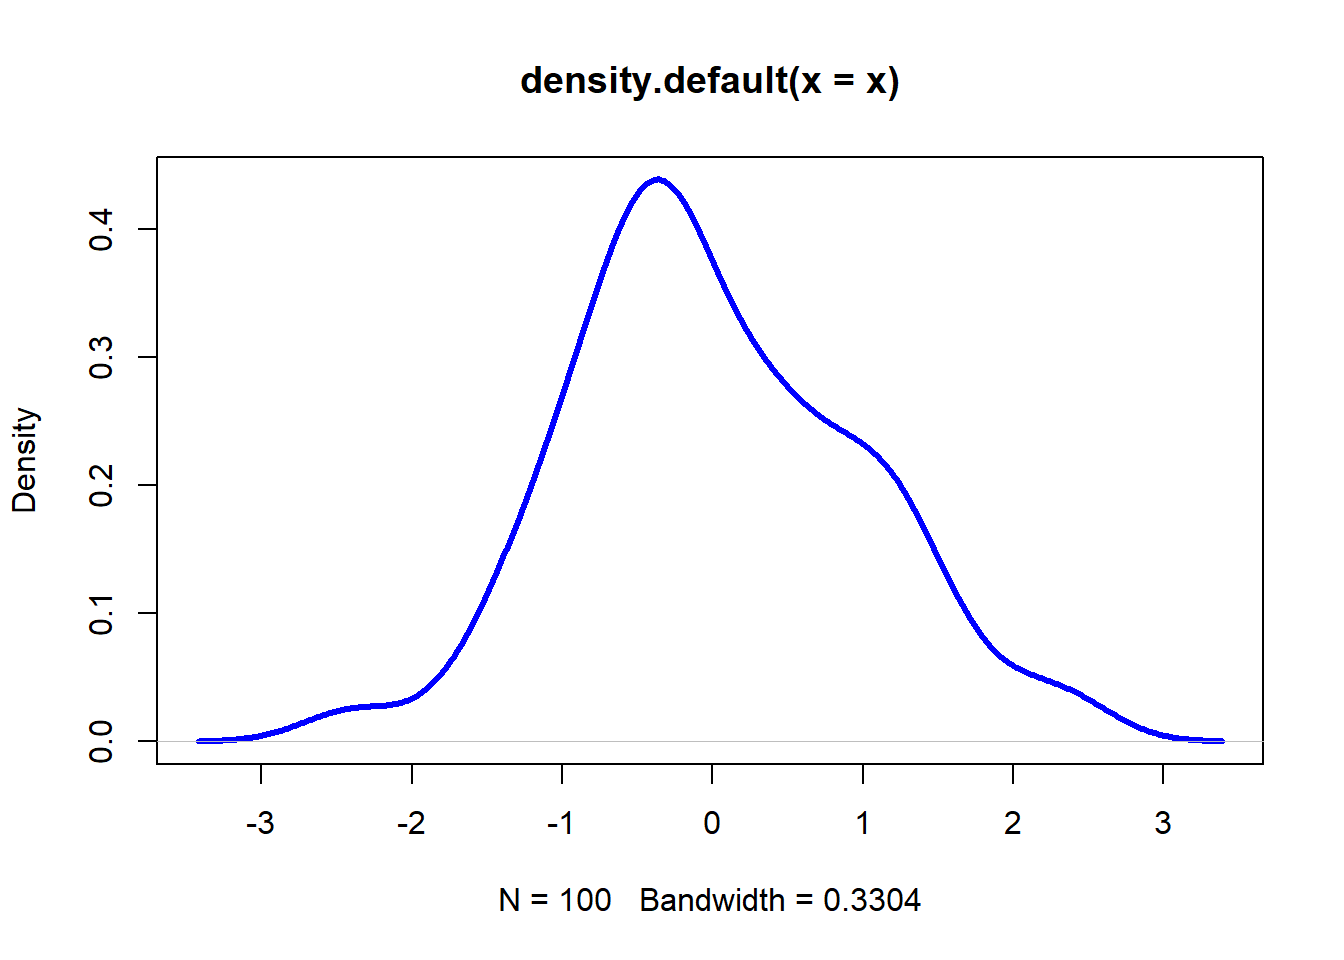 density.default(x = x)
Density
0.4
0.3
0.2
0.1
0.0
-3 -2 -1 0 1 2 3
N = 100 Bandwidth = 0.3304